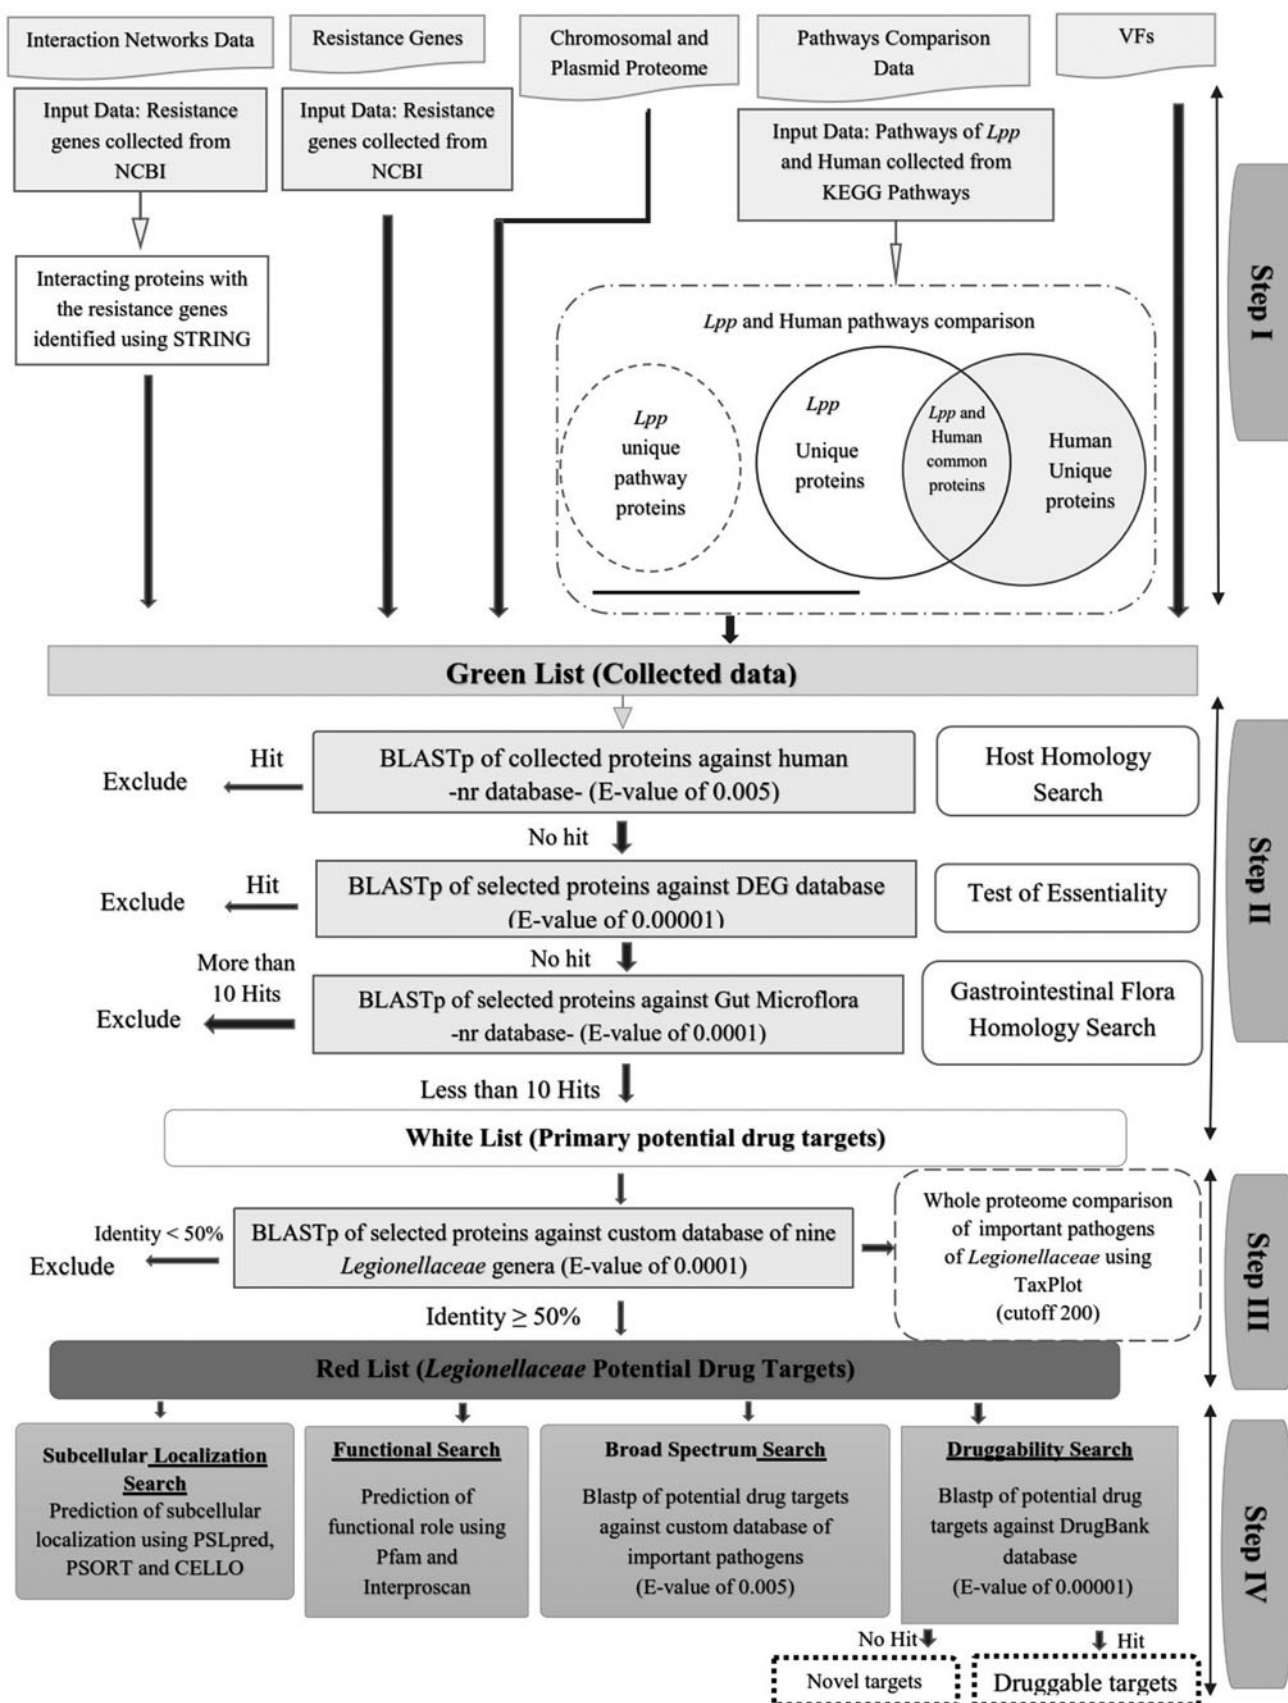 Interaction Networks Data
Resistance Genes
Chromosomal and
Plasmid Proteome
Pathways Comparison
Data
VFs
Input Data: Resistance
genes collected from
NCBI
Input Data: Resistance
genes collected from
NCBI
Input Data: Pathways of Lpp
and Human collected from
KEGG Pathways
Step I
Interacting proteins with
the resistance genes
identified using STRING
Lpp and Human pathways comparison
Lpp
unique
pathway
proteins
Lpp
Unique
proteins
Lpp and
Human
common
proteins
Human
Unique
proteins
Green List (Collected data)
Exclude
Hit
BLASTp of collected proteins against human
-nr database- (E-value of 0.005)
Host Homology
Search
No hit
Exclude
Hit
BLASTp of selected proteins against DEG database
(E-value of 0.00001)
Test of Essentiality
Step II
No hit
More than
10 Hits
Exclude
BLASTp of selected proteins against Gut Microflora
-nr database- (E-value of 0.0001)
Gastrointestinal Flora
Homology Search
Less than 10 Hits
White List (Primary potential drug targets)
Identity < 50%
Exclude
BLASTp of selected proteins against custom database of nine
Legionellaceae genera (E-value of 0.0001)
Whole proteome comparison
of important pathogens
of Legionellaceae using
TaxPlot
(cutoff 200)
Step III
Identity ≥ 50%
Red List (Legionellaceae Potential Drug Targets)
Subcellular Localization
Search
Prediction of subcellular
localization using PSLpred,
PSORT and CELLO
Functional Search
Prediction of
functional role using
Pfam and
Interproscan
Broad Spectrum Search
Blastp of potential drug targets
against custom database of
important pathogens
(E-value of 0.005)
Druggability Search
Blastp of potential drug
targets against DrugBank
database
(E-value of 0.00001)
Step IV
No Hit
Hit
Novel targets
Druggable targets